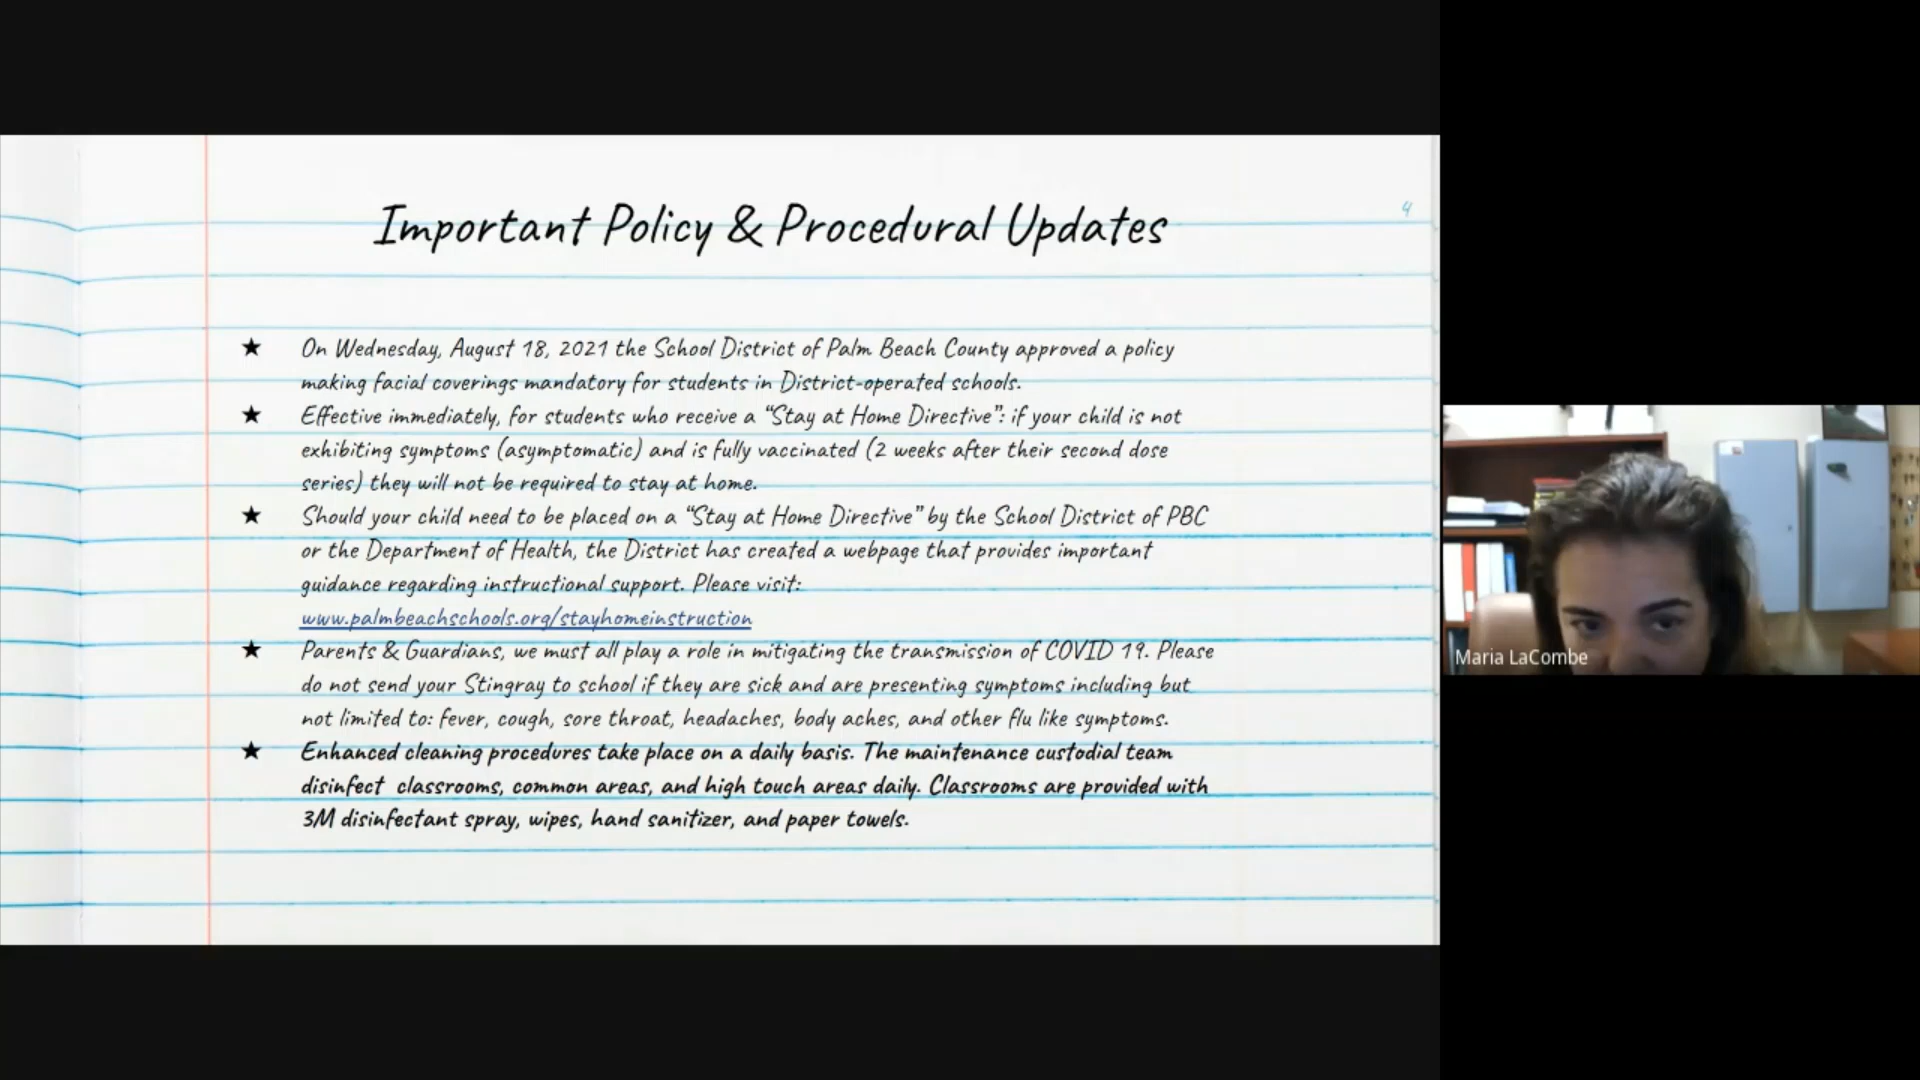 Important Policy & Procedural Updates
4
★ On Wednesday, August 18, 2021 the School District of Palm Beach County approved a policy
making facial coverings mandatory for students in District-operated schools.
★ Effective immediately, for students who receive a “Stay at Home Directive”: if your child is not
exhibiting symptoms (asymptomatic) and is fully vaccinated (2 weeks after their second dose
series) they will not be required to stay at home.
★ Should your child need to be placed on a “Stay at Home Directive” by the School District of PBC
or the Department of Health, the District has created a webpage that provides important
guidance regarding instructional support. Please visit:
www.palmbeachschools.org/stayhomeinstruction
★ Parents & Guardians, we must all play a role in mitigating the transmission of COVID 19. Please
do not send your Stingray to school if they are sick and are presenting symptoms including but
not limited to: fever, cough, sore throat, headaches, body aches, and other flu like symptoms.
★ Enhanced cleaning procedures take place on a daily basis. The maintenance custodial team
disinfect classrooms, common areas, and high touch areas daily. Classrooms are provided with
3M disinfectant spray, wipes, hand sanitizer, and paper towels.
Maria LaCombe